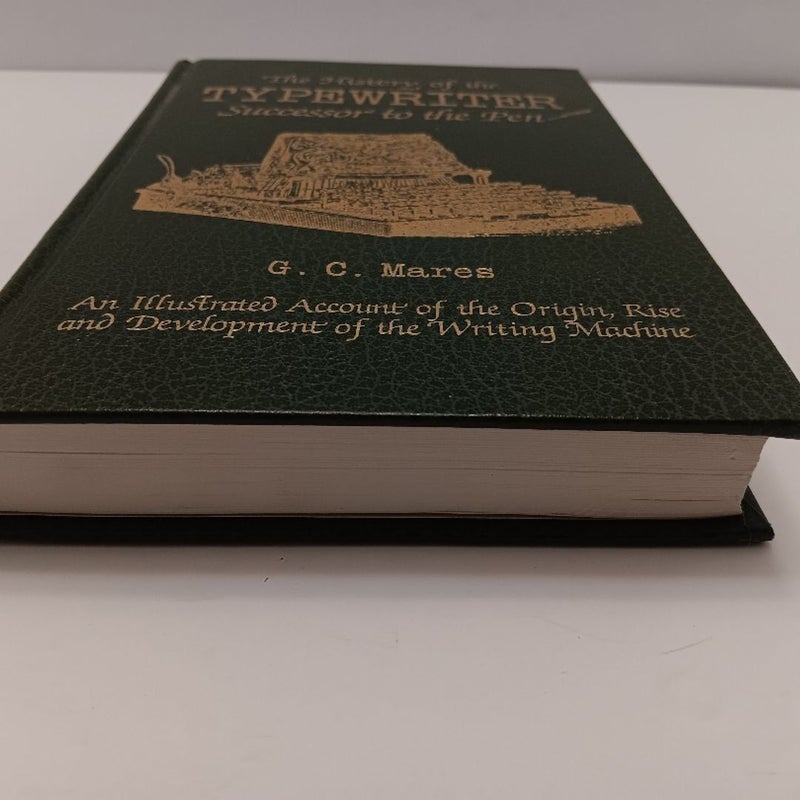 The History of the
TYPEWRITER
Successor to the Pen
G. C. Mares
An Illustrated Account of the Origin, Rise
and Development of the Writing Machine